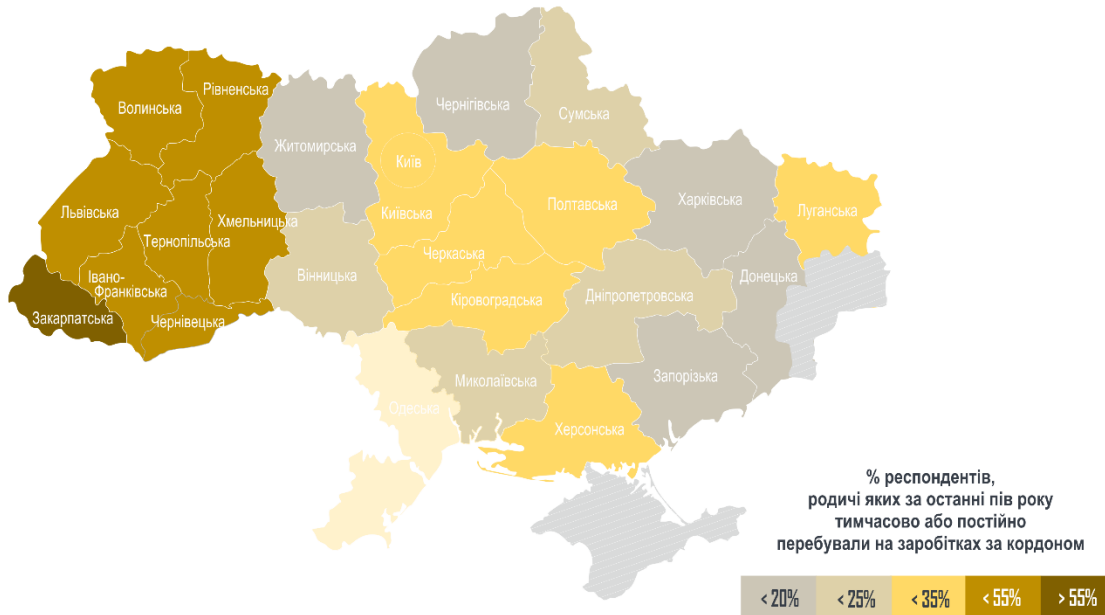 Чернігівська
Сумська
Рівненська
Волинська
Житомирська
Київ
Київська
Полтавська
Харківська
Луганська
Львівська
Тернопільська
Хмельницька
Черкаська
Вінницька
Донецька
Івано-
Франківська
Кіровоградська
Дніпропетровська
Закарпатська
Чернівецька
Миколаївська
Запорізька
Одеська
Херсонська
% респондентів,
родичі яких за останні пів року
тимчасово або постійно
перебували на заробітках за кордоном
< 20% < 25% < 35% < 55% > 55%